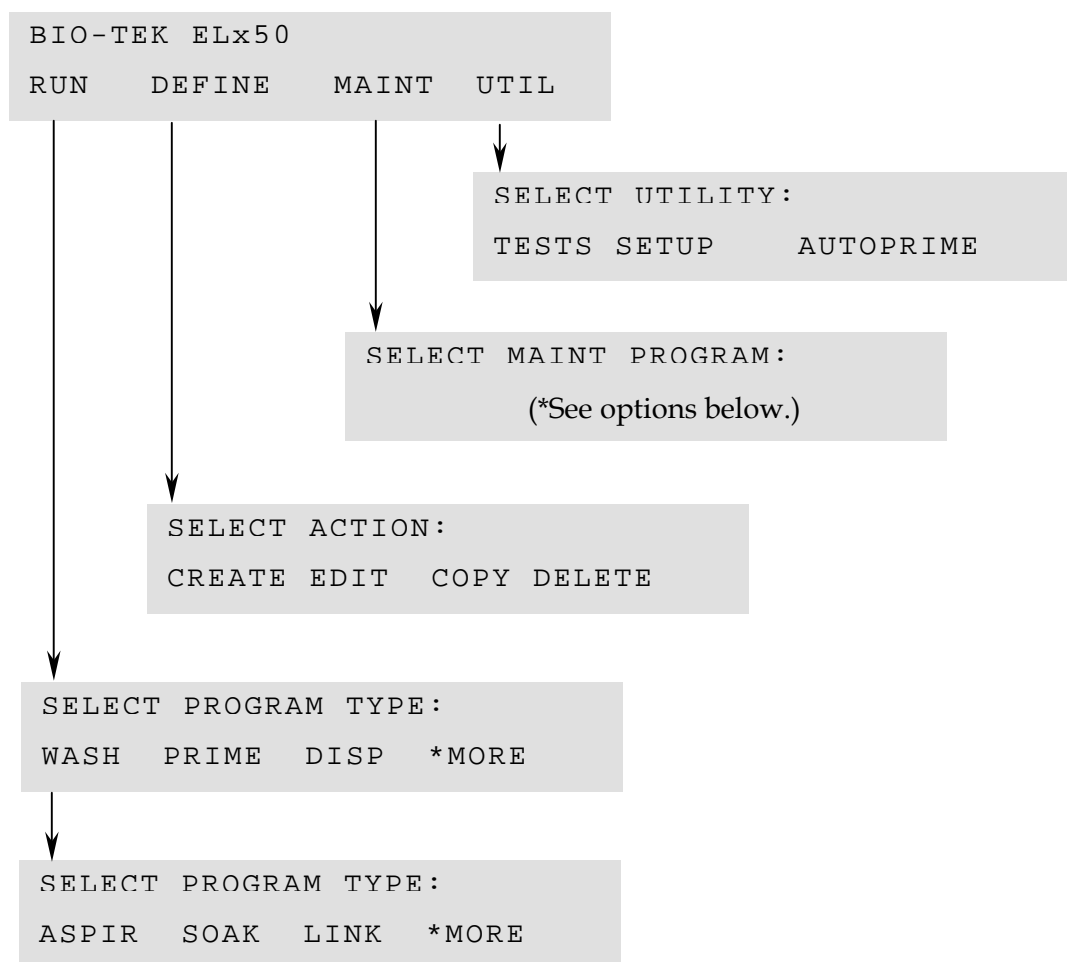 BIO-TEK ELx50
RUN DEFINE MAINT UTIL
SELECT UTILITY:
TESTS SETUP AUTOPRIME
SELECT MAINT PROGRAM:
(*See options below.)
SELECT ACTION:
CREATE EDIT COPY DELETE
SELECT PROGRAM TYPE:
WASH PRIME DISP *MORE
SELECT PROGRAM TYPE:
ASPIR SOAK LINK *MORE